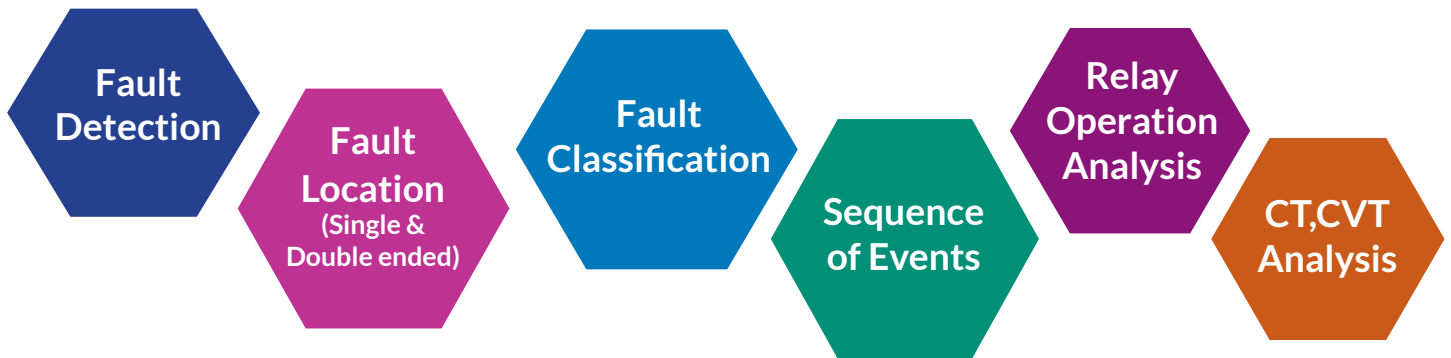 Fault
Detection
Fault
Location
(Single &
Double ended)
Fault
Classification
Sequence
of Events
Relay
Operation
Analysis
CT,CVT
Analysis